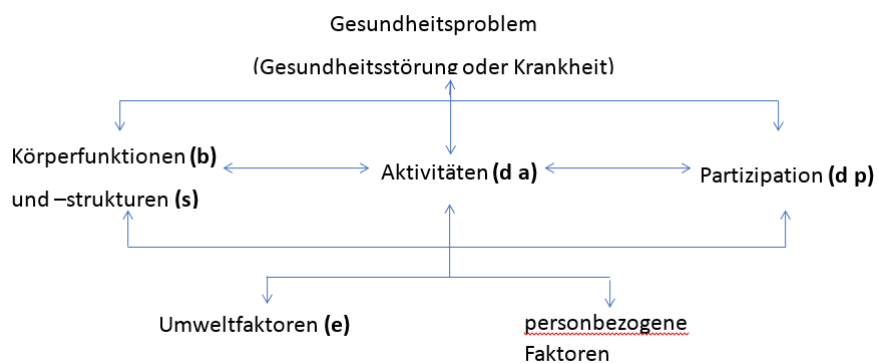 Gesundheitsproblem
(Gesundheitsstörung oder Krankheit)
Körperfunktionen (b)
und –strukturen (s)
Aktivitäten (d a)
Partizipation (d p)
Umweltfaktoren (e)
personbezogene
Faktoren